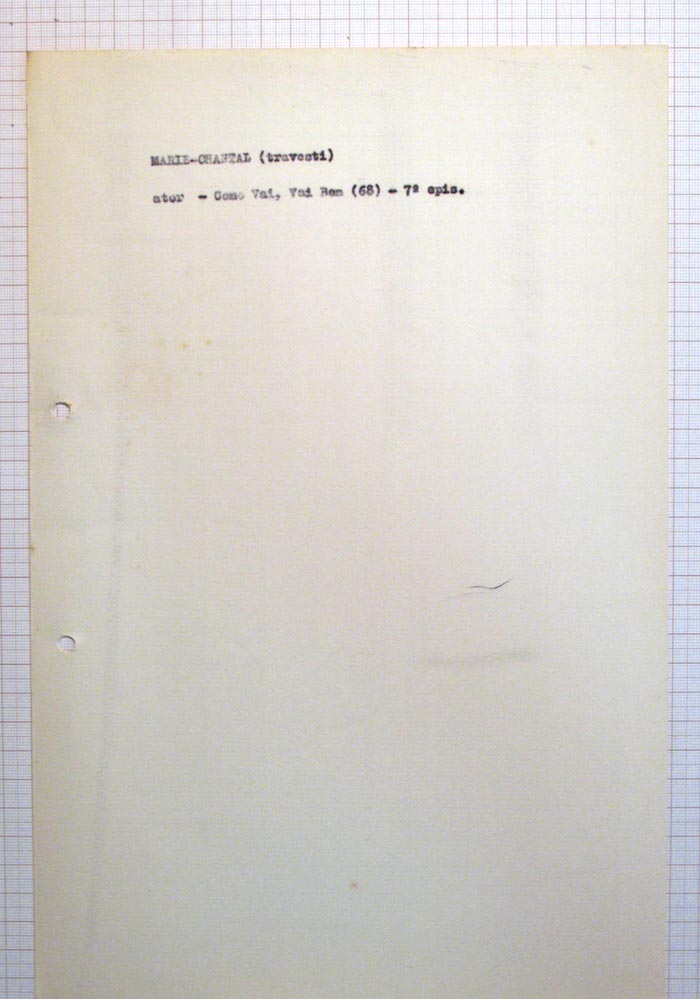 MARIE-CHANTAL (travesti)
ator - Como Vai, Vai Bem (68) - 7º epis.